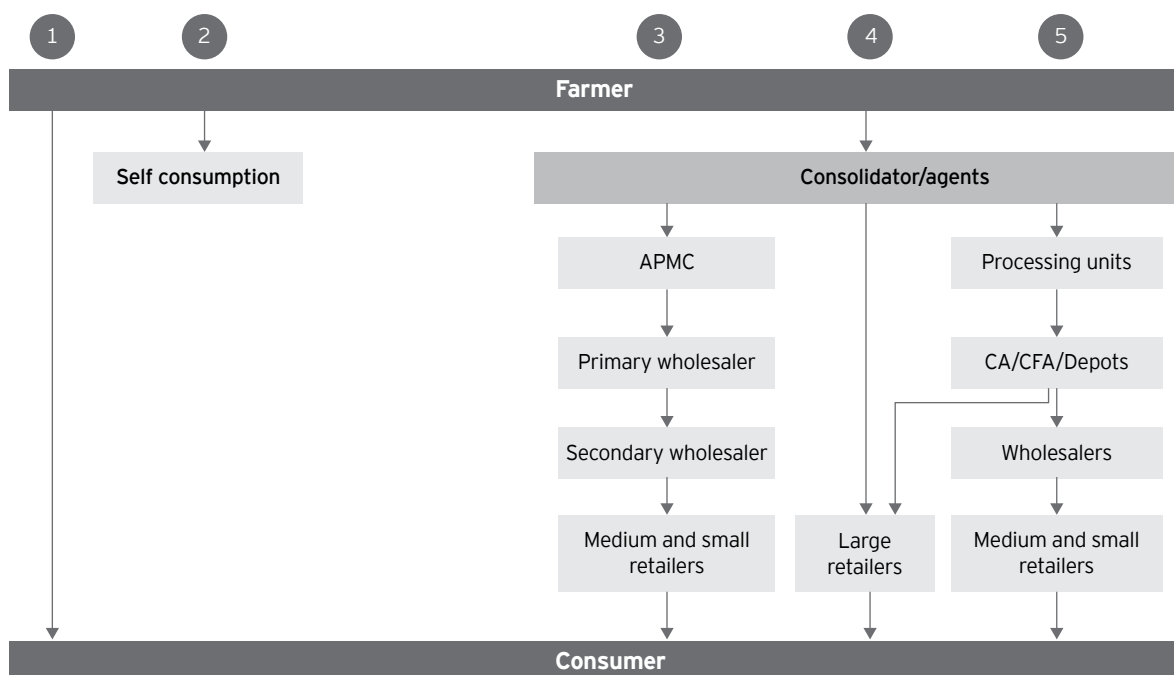 1
2
3
4
5
Farmer
Self consumption
Consolidator/agents
APMC
Processing units
Primary wholesaler
CA/CFA/Depots
Secondary wholesaler
Wholesalers
Medium and small
retailers
Large
retailers
Medium and small
retailers
Consumer